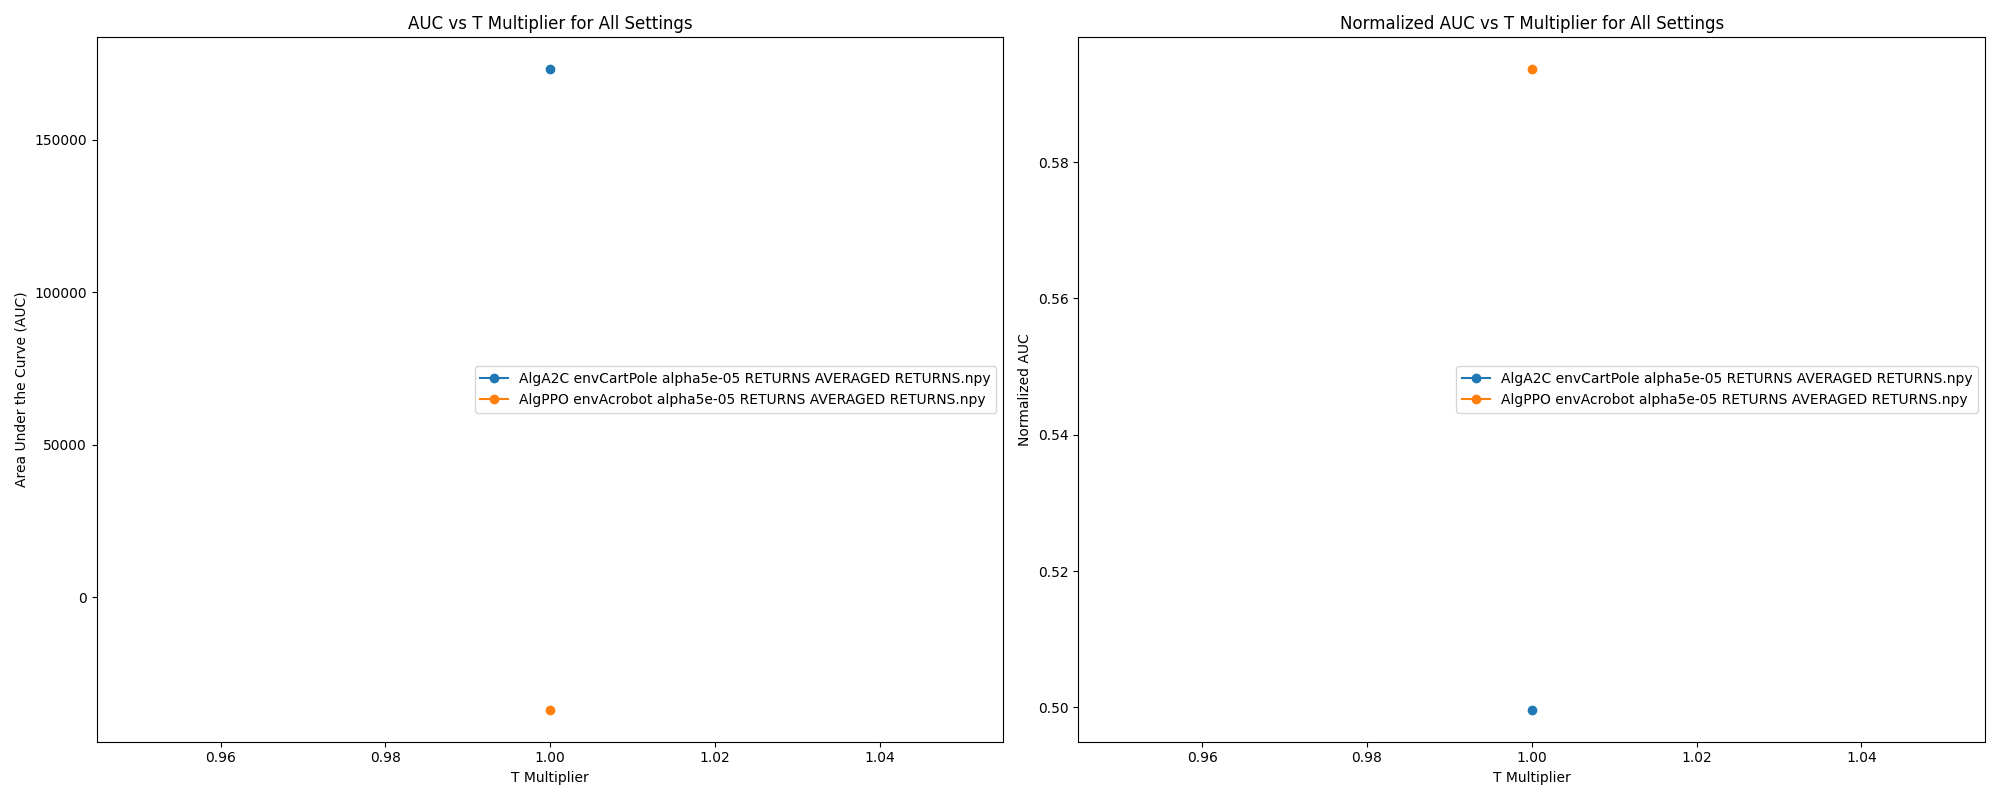 AUC vs T Multiplier for All Settings
150000
100000
50000
0
Area Under the Curve (AUC)
AlgA2C envCartPole alpha5e-05 RETURNS AVERAGED RETURNS.npy
AlgPPO envAcrobot alpha5e-05 RETURNS AVERAGED RETURNS.npy
0.96 0.98 1.00 1.02 1.04
T Multiplier
Normalized AUC vs T Multiplier for All Settings
0.58
0.56
0.54
0.52
0.50
Normalized AUC
AlgA2C envCartPole alpha5e-05 RETURNS AVERAGED RETURNS.npy
AlgPPO envAcrobot alpha5e-05 RETURNS AVERAGED RETURNS.npy
0.96 0.98 1.00 1.02 1.04
T Multiplier